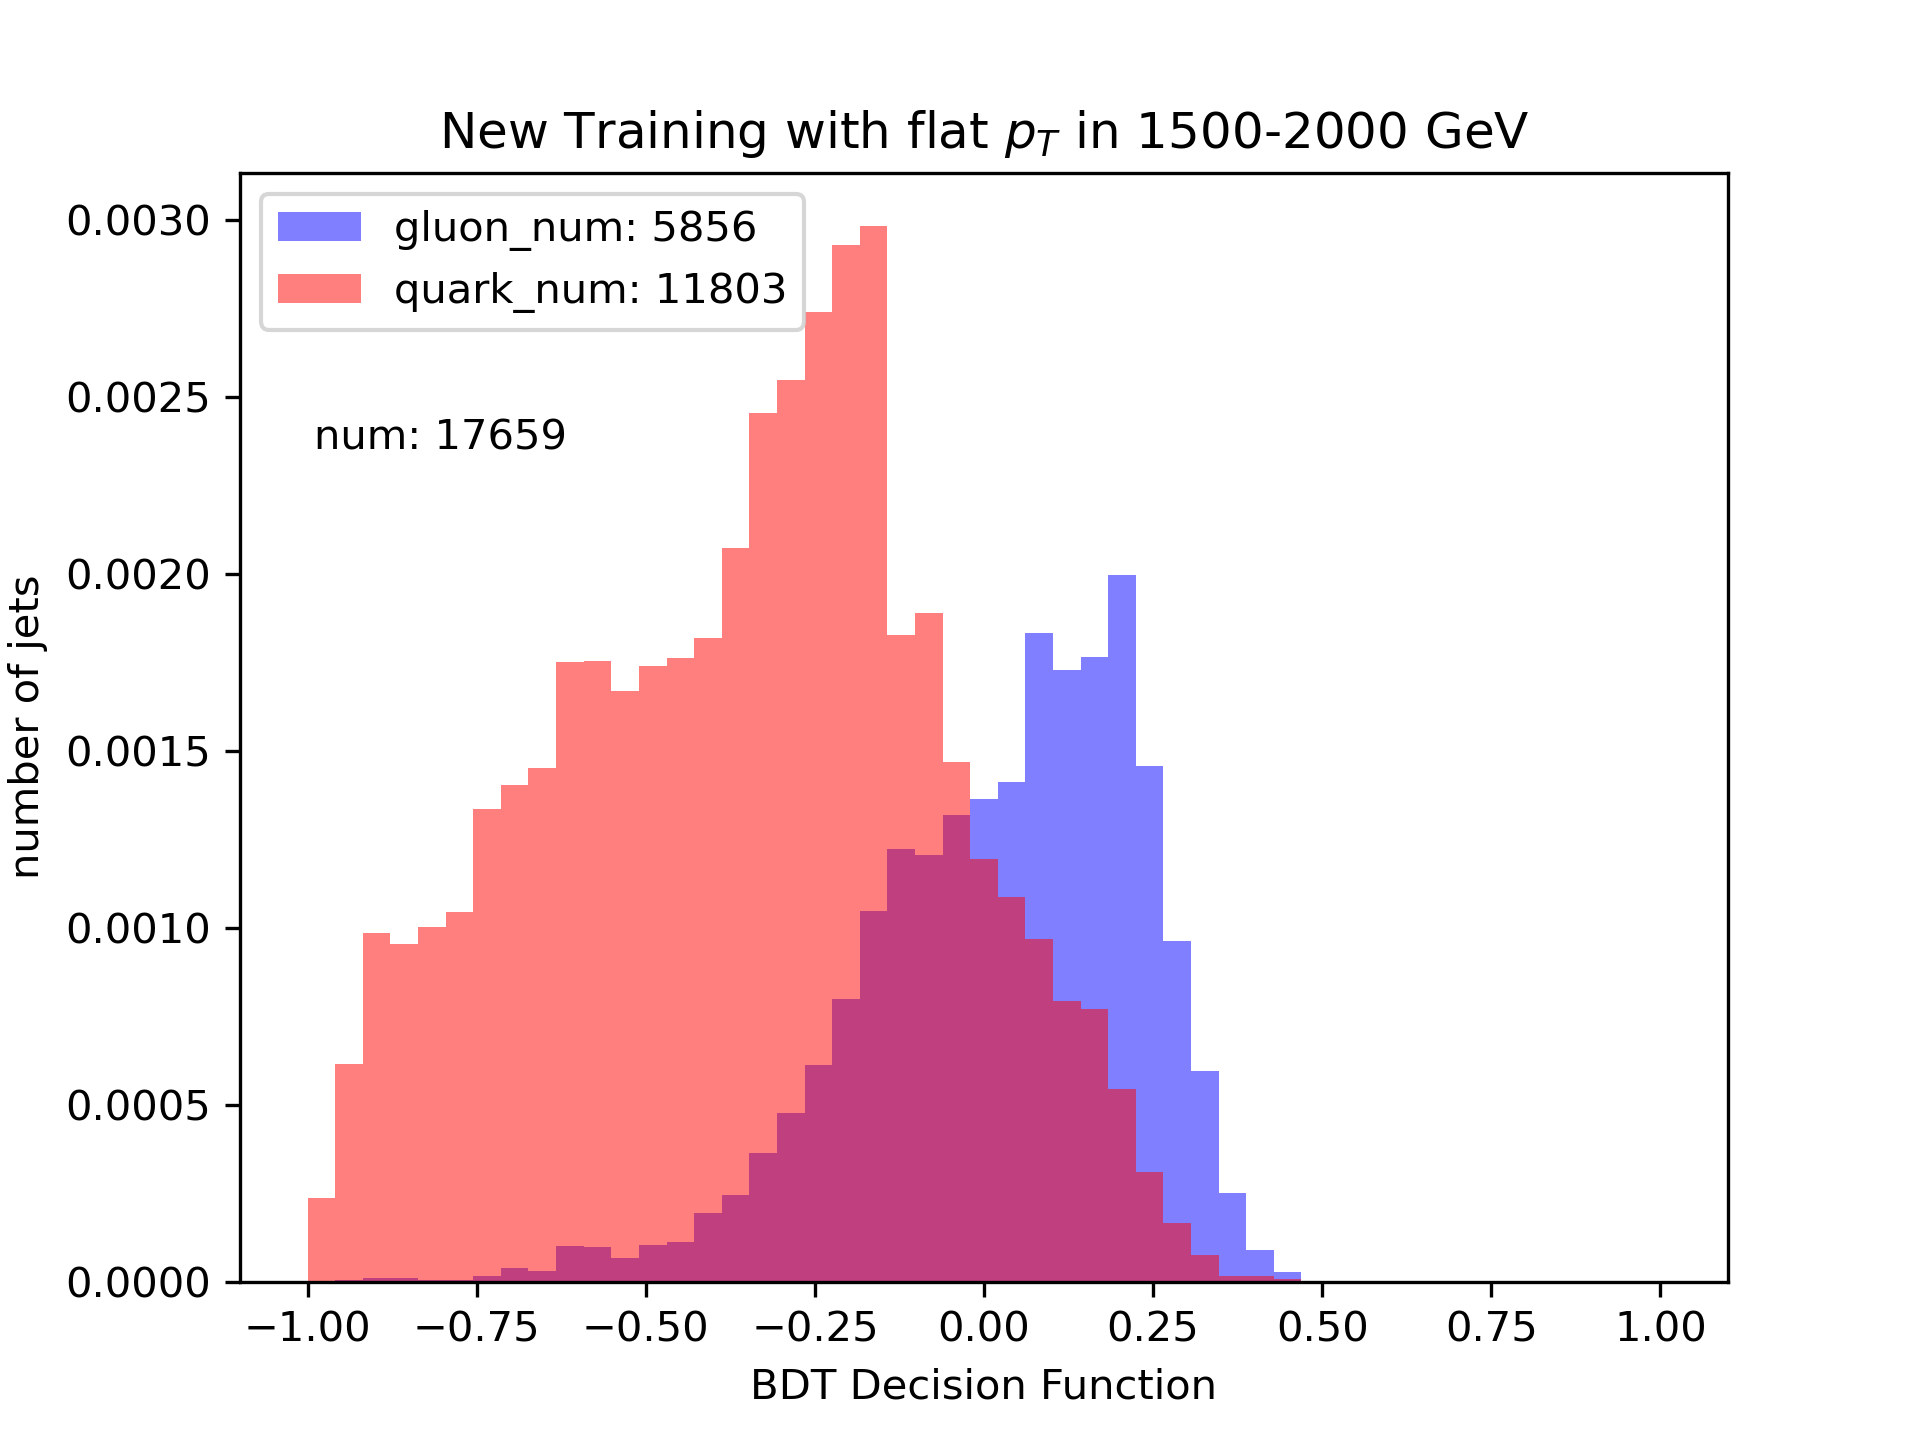 New Training with flat p_T in 1500-2000 GeV
gluon_num: 5856
quark_num: 11803
num: 17659
number of jets
0.0030
0.0025
0.0020
0.0015
0.0010
0.0005
0.0000
−1.00 −0.75 −0.50 −0.25 0.00 0.25 0.50 0.75 1.00
BDT Decision Function